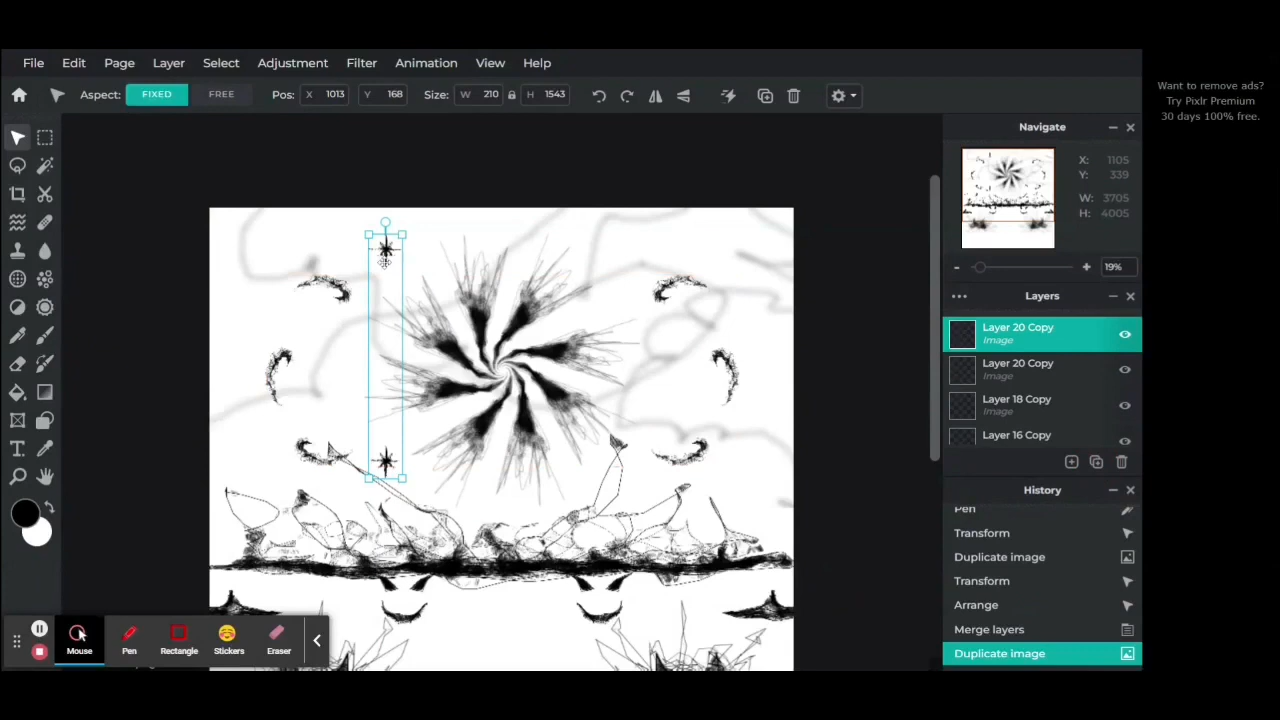 File Edit Page Layer Select Adjustment Filter Animation View Help
Aspect: FIXED FREE Pos: X 1013 Y 168 Size: W 210 H 1543
Want to remove ads?
Try Pixlr Premium
30 days 100% free.
Navigate
X: 1105
Y: 339
W: 3705
H: 4005
19%
Layers
Layer 20 Copy
Image
Layer 20 Copy
Image
Layer 18 Copy
Image
Layer 16 Copy
History
Pen
Transform
Duplicate image
Transform
Arrange
Merge layers
Duplicate image
Mouse Pen Rectangle Stickers Eraser